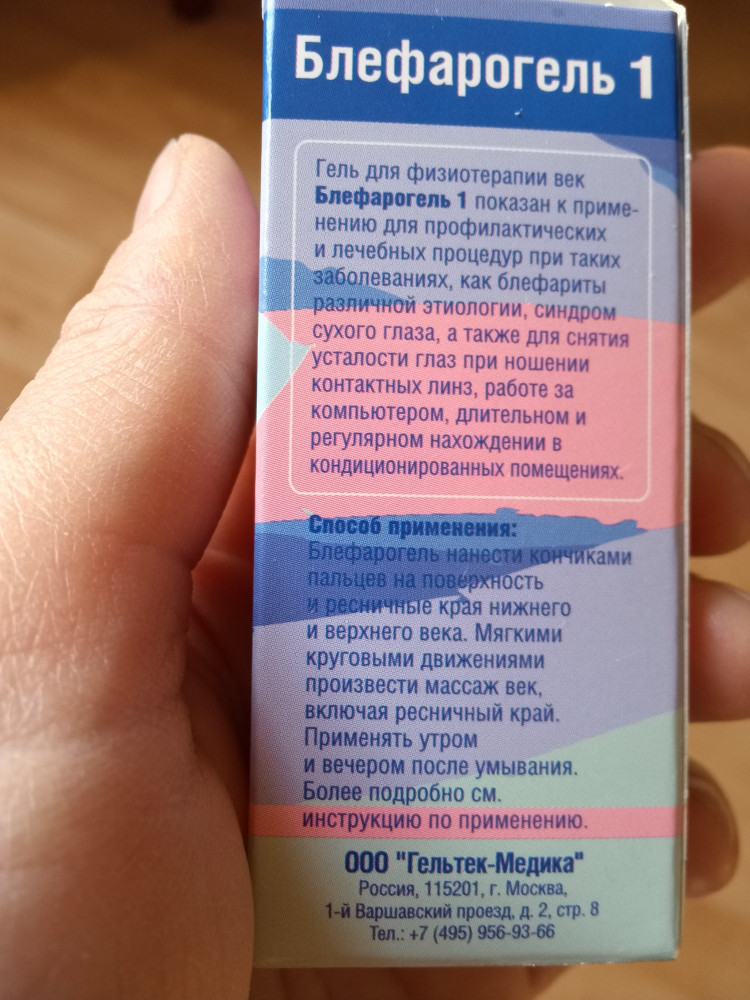 Блефарогель 1
Гель для физиотерапии век
Блефарогель 1 показан к приме-
нению для профилактических
и лечебных процедур при таких
заболеваниях, как блефариты
различной этиологии, синдром
сухого глаза, а также для снятия
усталости глаз при ношении
контактных линз, работе за
компьютером, длительном и
регулярном нахождении в
кондиционированных помещениях.
Способ применения:
Блефарогель нанести кончиками
пальцев на поверхность
и ресничные края нижнего
и верхнего века. Мягкими
круговыми движениями
произвести массаж век,
включая ресничный край.
Применять утром
и вечером после умывания.
Более подробно см.
инструкцию по применению.
ООО "Гельтек-Медика"
Россия, 115201, г. Москва,
1-й Варшавский проезд, д. 2, стр. 8
Тел.: +7 (495) 956-93-66